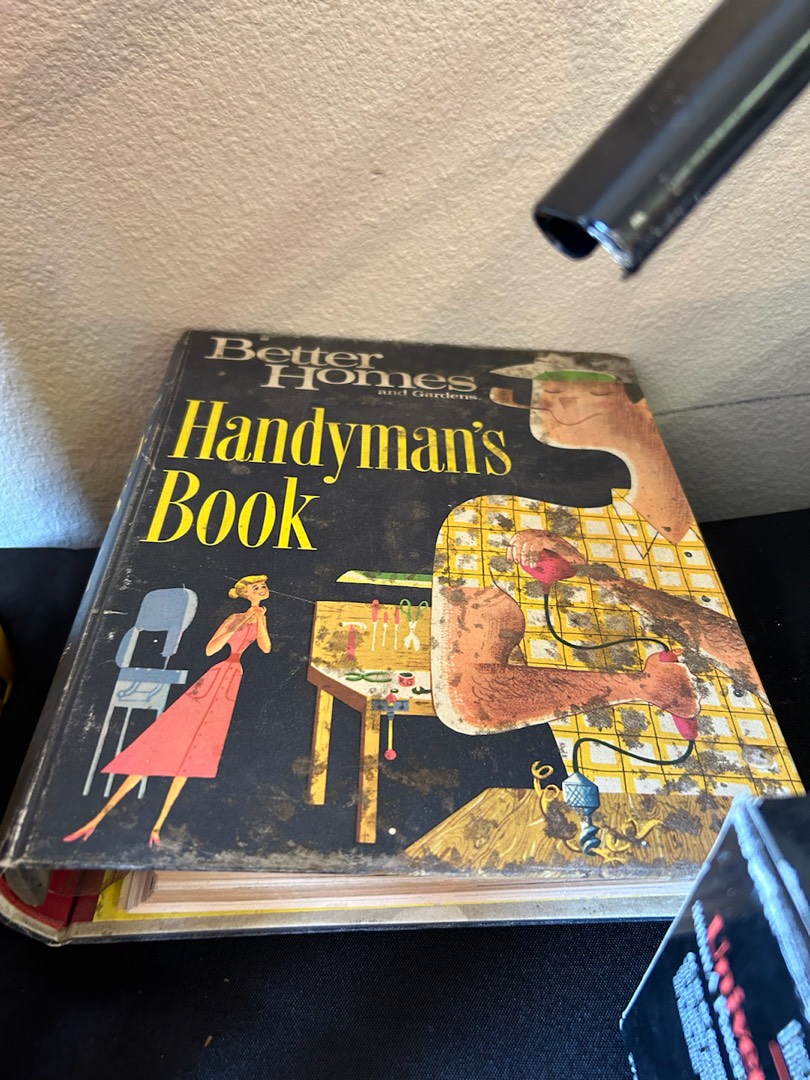 Better
Homes
and Gardens.
Handyman's
Book